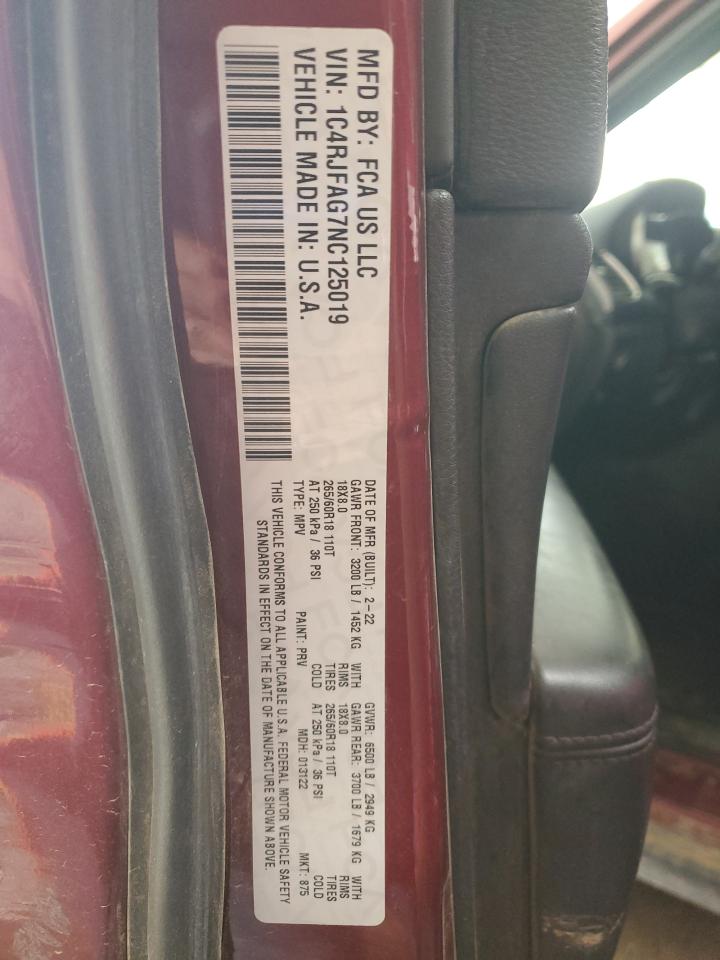 MFD BY: FCA US LLC
VIN: 1C4RJFAG7NC125019
VEHICLE MADE IN: U.S.A.
DATE OF MFR (BUILT): 2-22 GVWR: 6500 LB / 2949 KG
GAWR FRONT: 3200 LB / 1452 KG WITH GAWR REAR: 3700 LB / 1679 KG WITH
18X8.0 RIMS 18X8.0 RIMS
265/60R18 110T TIRES 265/60R18 110T TIRES
AT 250 kPa / 36 PSI COLD AT 250 kPa / 36 PSI COLD
TYPE: MPV PAINT: PRV MDH: 013122 MKT: 875
THIS VEHICLE CONFORMS TO ALL APPLICABLE U.S.A. FEDERAL MOTOR VEHICLE SAFETY
STANDARDS IN EFFECT ON THE DATE OF MANUFACTURE SHOWN ABOVE.